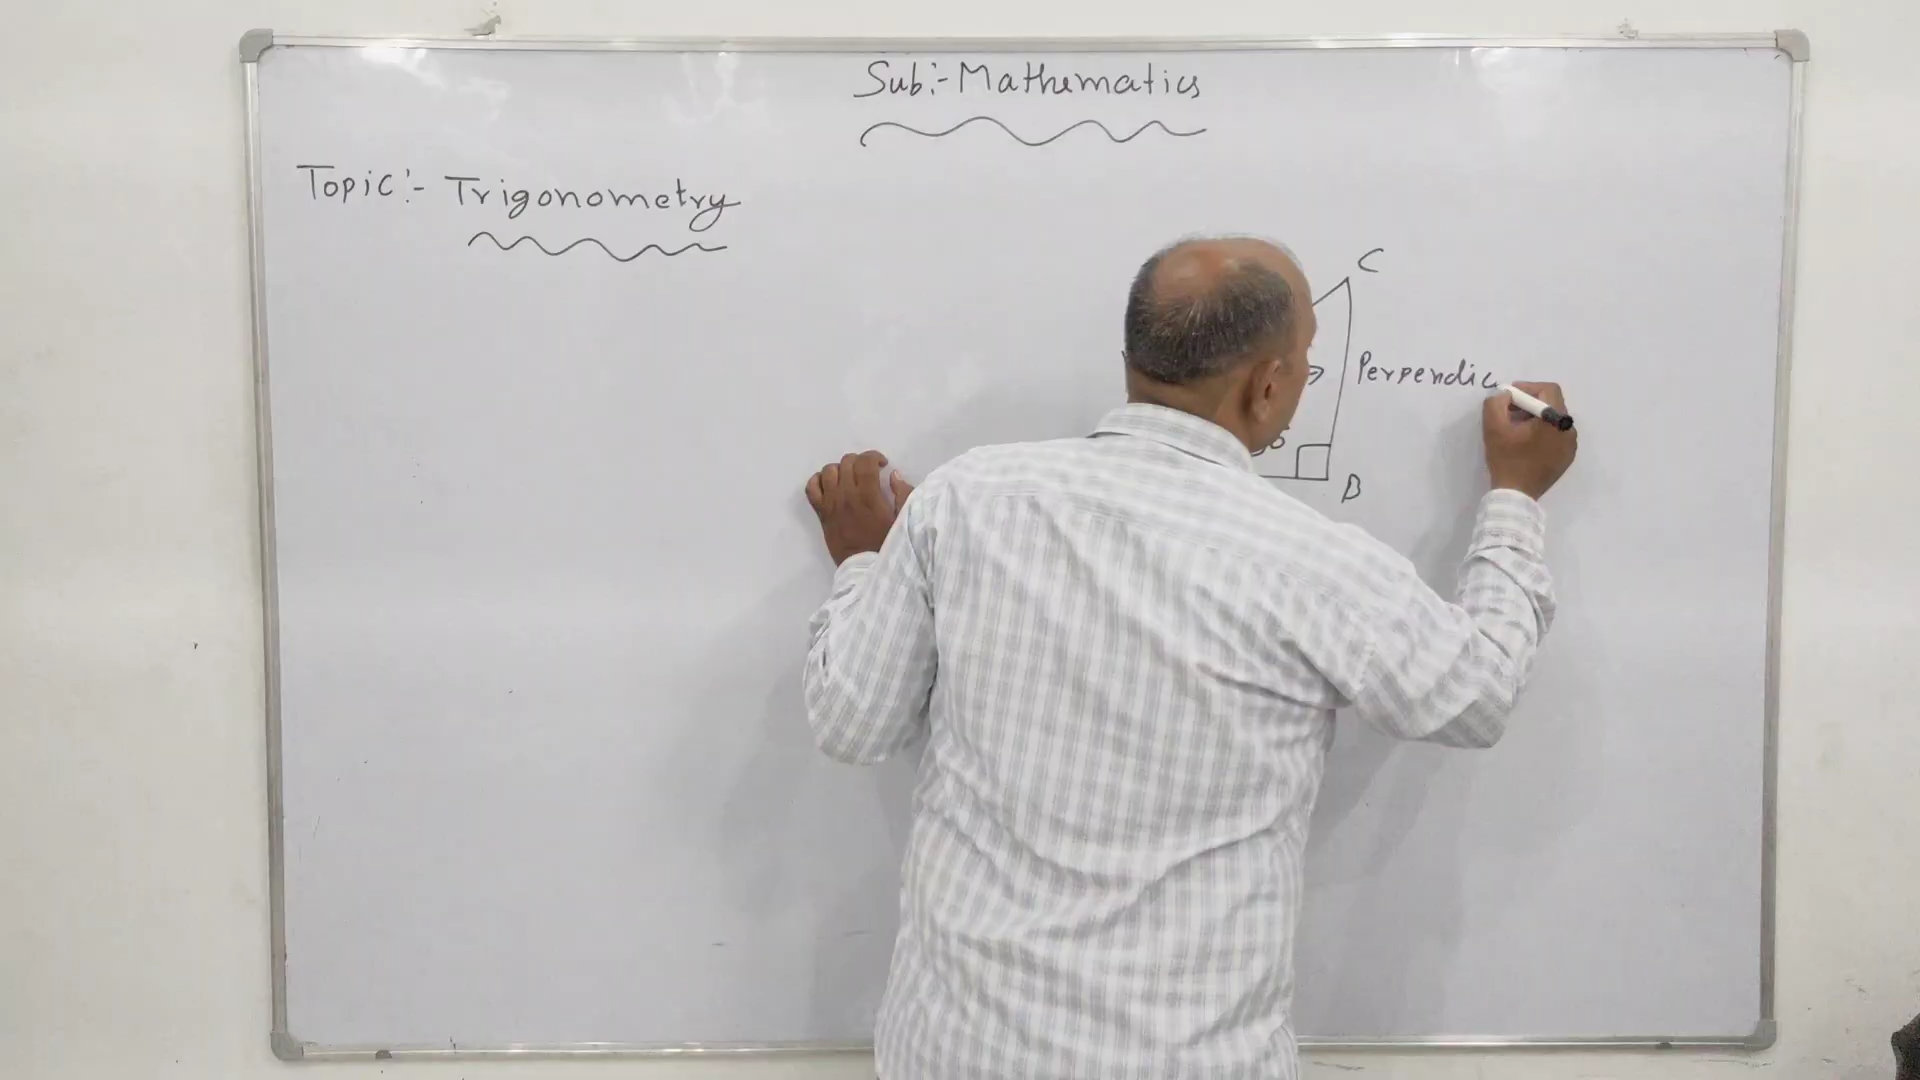 Sub:- Mathematics
Topic:- Trigonometry
C
Perpendic
B